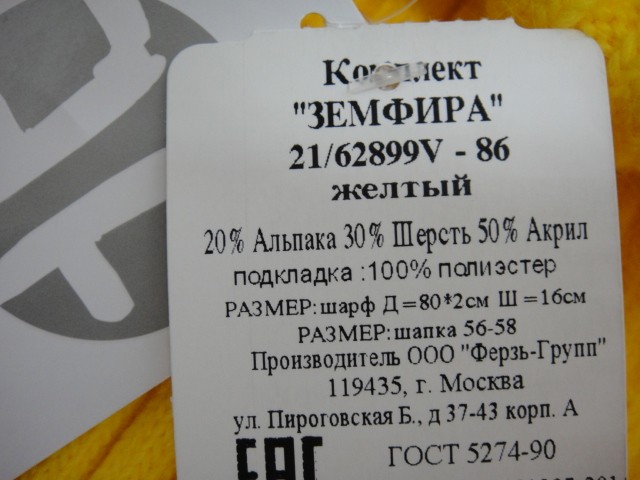 Комплект
"ЗЕМФИРА"
21/62899V - 86
желтый
20% Альпака 30% Шерсть 50% Акрил
подкладка :100% полиэстер
РАЗМЕР:шарф Д=80*2см Ш=16см
РАЗМЕР:шапка 56-58
Производитель ООО "Ферзь-Групп"
119435, г. Москва
ул. Пироговская Б., д 37-43 корп. А
EAC ГОСТ 5274-90